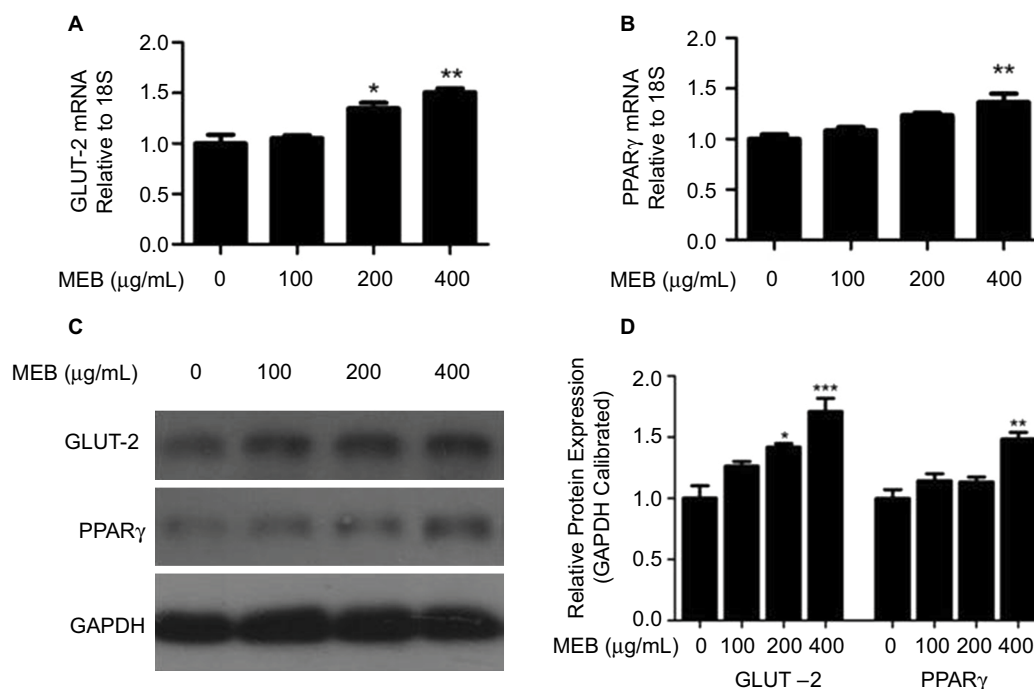 A
GLUT-2 mRNA
Relative to 18S
2.0
1.5
1.0
0.5
0.0
*
**
MEB (μg/mL) 0 100 200 400
B
PPARγ mRNA
Relative to 18S
2.0
1.5
1.0
0.5
0.0
**
MEB (μg/mL) 0 100 200 400
C
MEB (μg/mL) 0 100 200 400
GLUT-2
PPARγ
GAPDH
D
Relative Protein Expression
(GAPDH Calibrated)
2.0
1.5
1.0
0.5
0.0
*
***
**
MEB (μg/mL) 0 100 200 400 0 100 200 400
GLUT –2 PPARγ